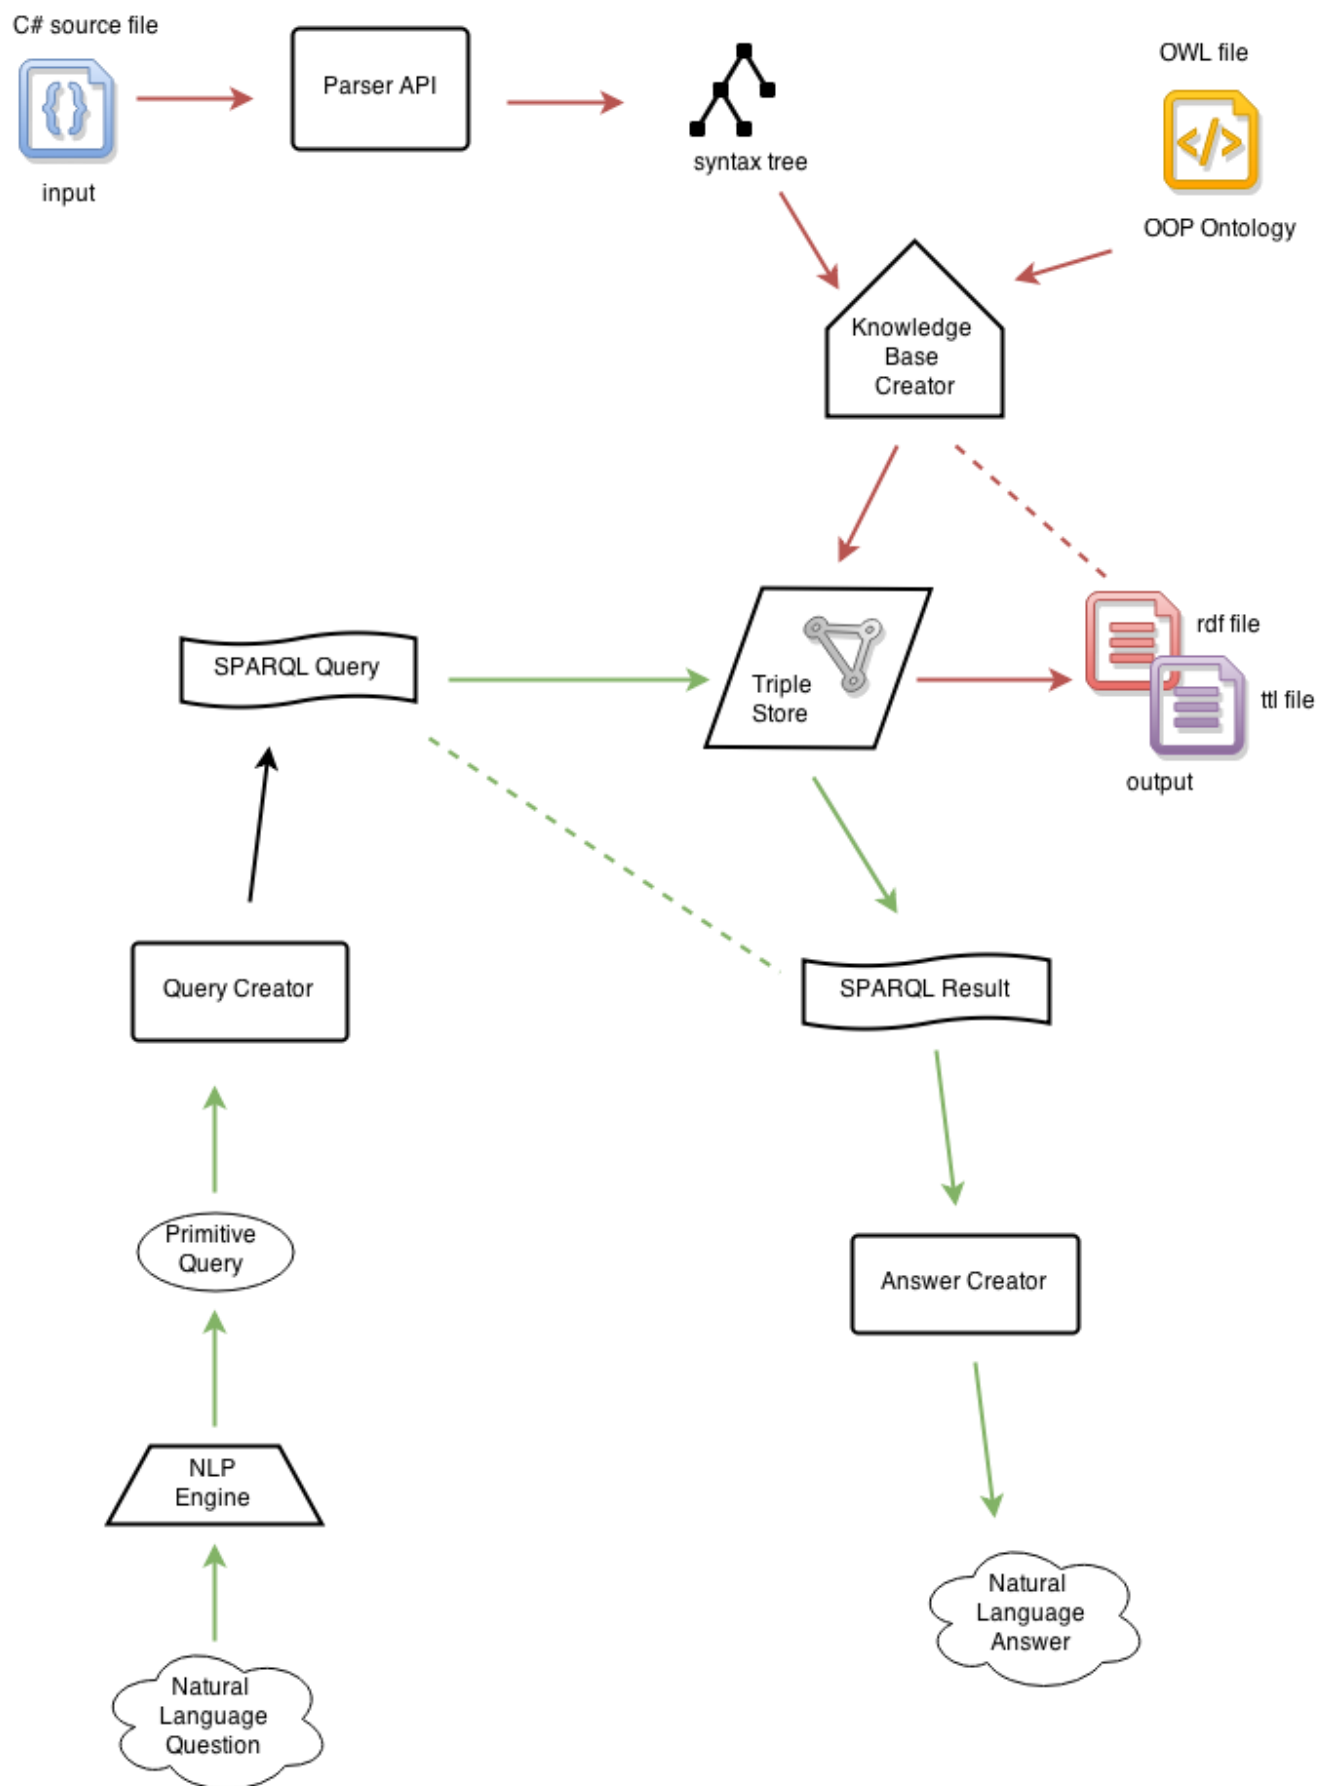 C# source file
input
Parser API
syntax tree
OWL file
OOP Ontology
Knowledge
Base
Creator
SPARQL Query
Triple
Store
rdf file
ttl file
output
Query Creator
SPARQL Result
Primitive
Query
Answer Creator
NLP
Engine
Natural
Language
Answer
Natural
Language
Question